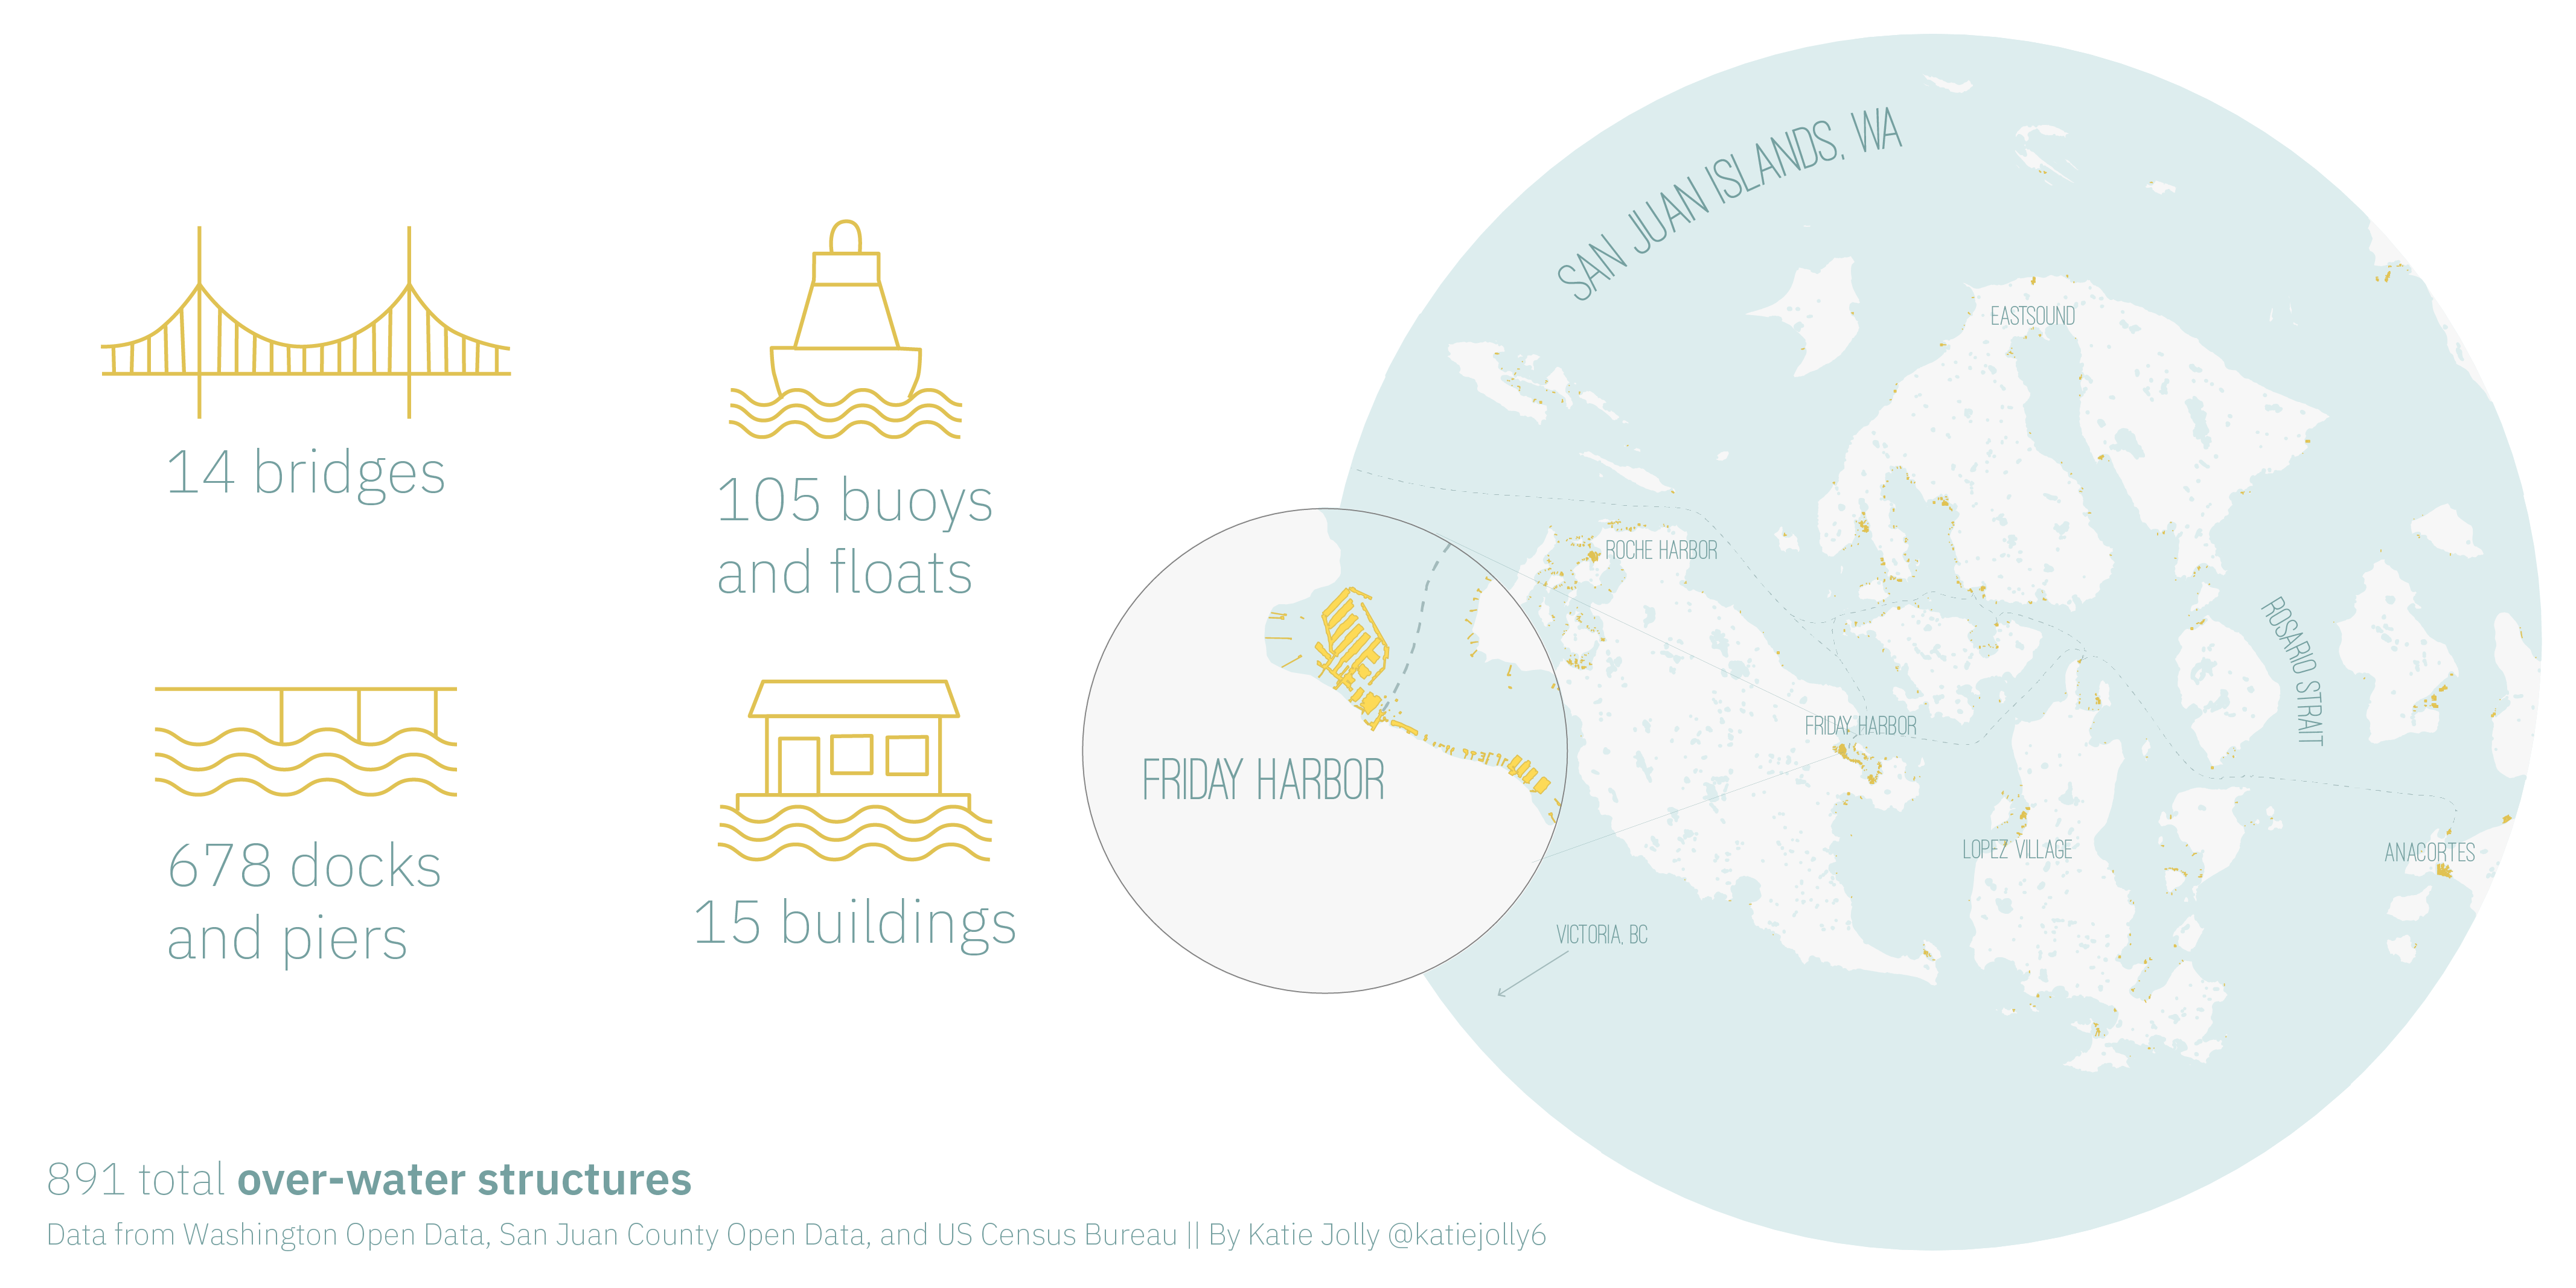 14 bridges
105 buoys
and floats
678 docks
and piers
15 buildings
891 total over-water structures
Data from Washington Open Data, San Juan County Open Data, and US Census Bureau || By Katie Jolly @katiejolly6
SAN JUAN ISLANDS, WA
EASTSOUND
ROCHE HARBOR
ROSARIO STRAIT
FRIDAY HARBOR
FRIDAY HARBOR
LOPEZ VILLAGE
ANACORTES
VICTORIA, BC